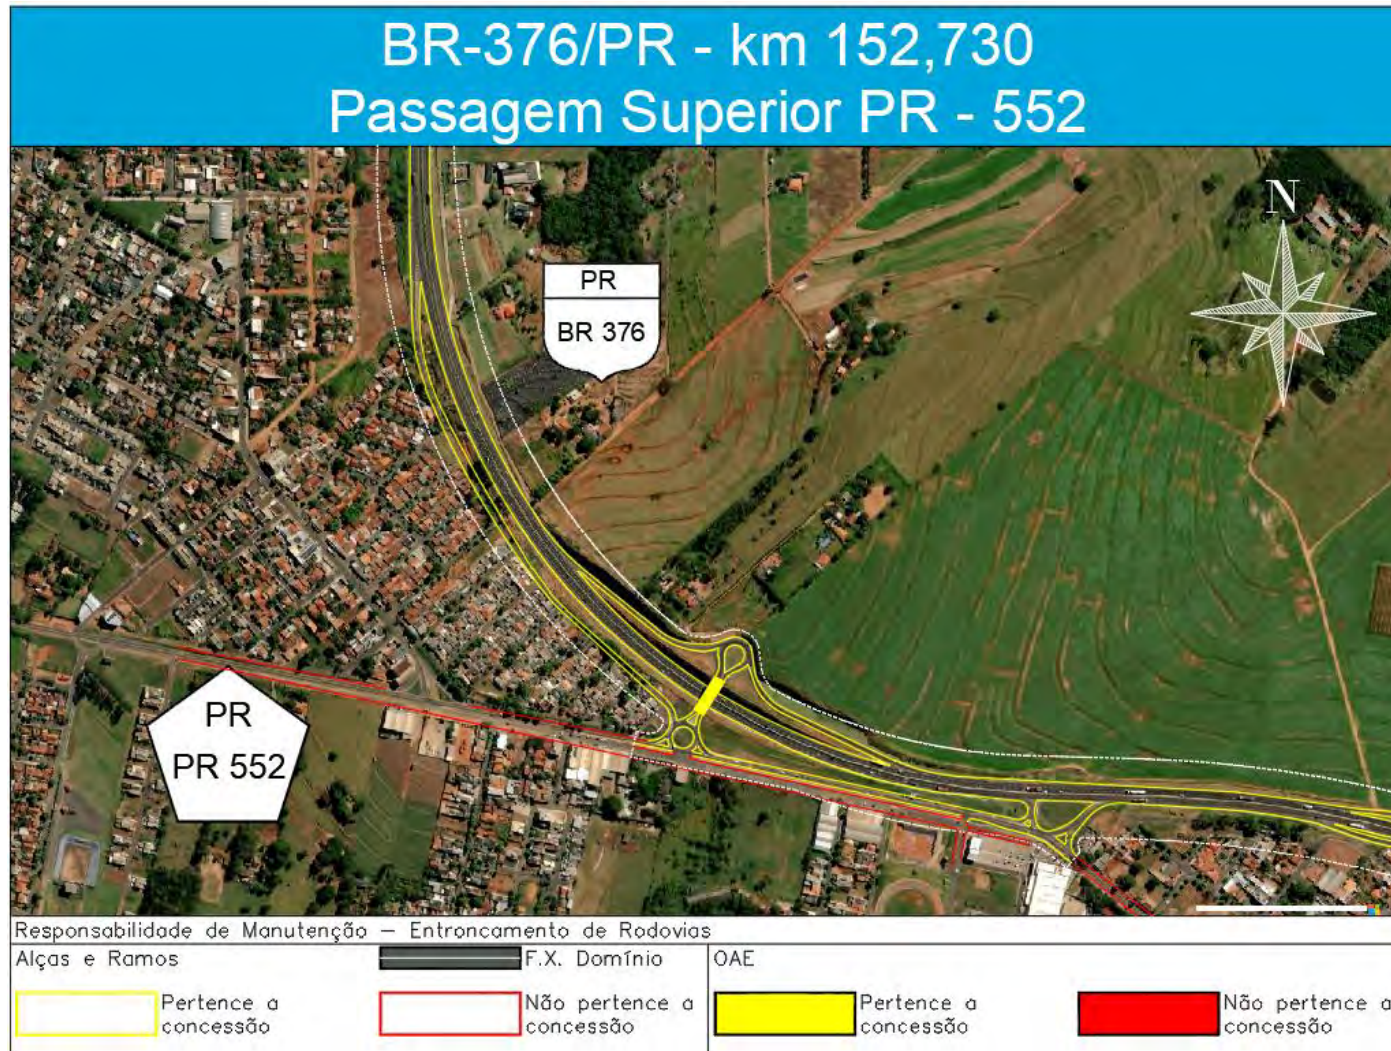 BR-376/PR - km 152,730
Passagem Superior PR - 552
N
PR
BR 376
PR
PR 552
Responsabilidade de Manutenção – Entroncamento de Rodovias
Alças e Ramos
F.X. Domínio
OAE
Pertence a
concessão
Não pertence a
concessão
Pertence a
concessão
Não pertence a
concessão